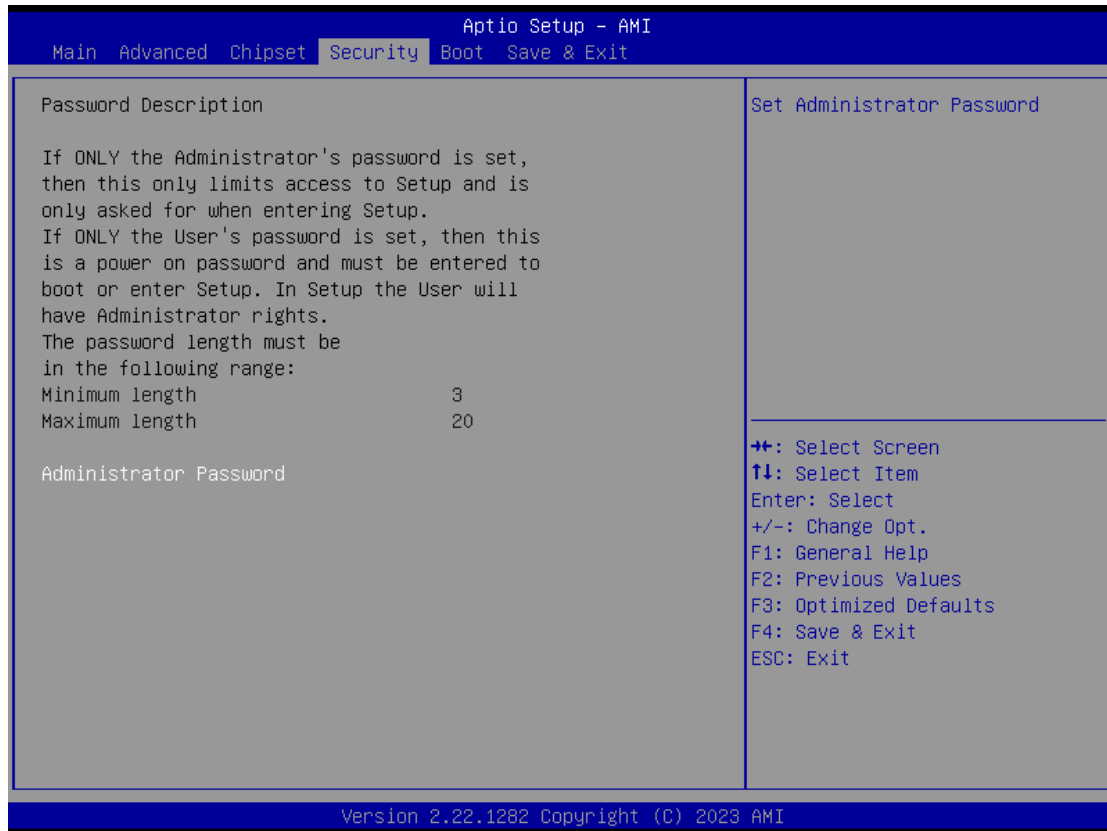 Aptio Setup – AMI
Main Advanced Chipset Security Boot Save & Exit
Password Description
If ONLY the Administrator's password is set,
then this only limits access to Setup and is
only asked for when entering Setup.
If ONLY the User's password is set, then this
is a power on password and must be entered to
boot or enter Setup. In Setup the User will
have Administrator rights.
The password length must be
in the following range:
Minimum length 3
Maximum length 20
Administrator Password
Set Administrator Password
→←: Select Screen
↑↓: Select Item
Enter: Select
+/-: Change Opt.
F1: General Help
F2: Previous Values
F3: Optimized Defaults
F4: Save & Exit
ESC: Exit
Version 2.22.1282 Copyright (C) 2023 AMI